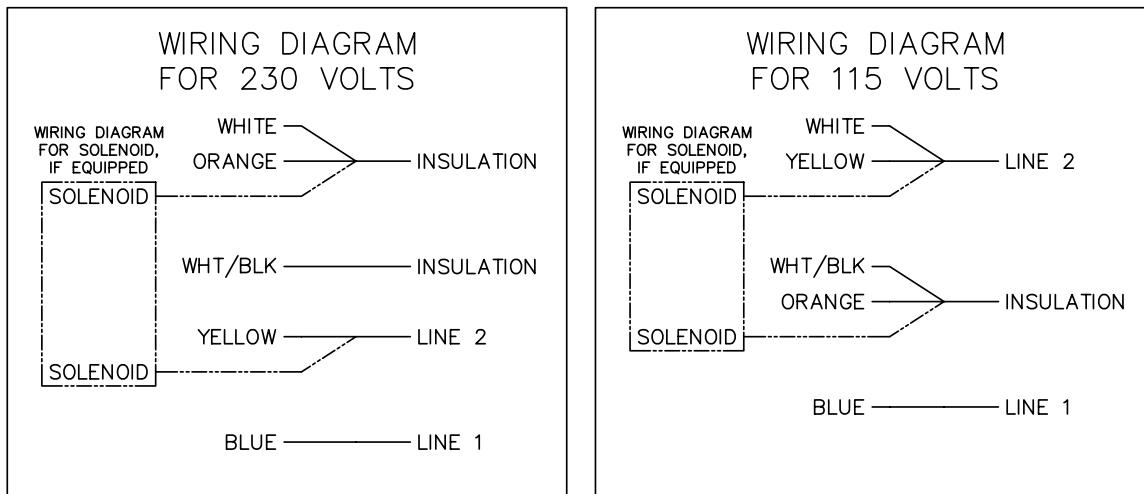 WIRING DIAGRAM
FOR 230 VOLTS
WIRING DIAGRAM
FOR SOLENOID,
IF EQUIPPED
WHITE
ORANGE
INSULATION
SOLENOID
WHT/BLK
INSULATION
YELLOW
LINE 2
SOLENOID
BLUE
LINE 1
WIRING DIAGRAM
FOR 115 VOLTS
WIRING DIAGRAM
FOR SOLENOID,
IF EQUIPPED
WHITE
YELLOW
LINE 2
SOLENOID
WHT/BLK
ORANGE
INSULATION
SOLENOID
BLUE
LINE 1